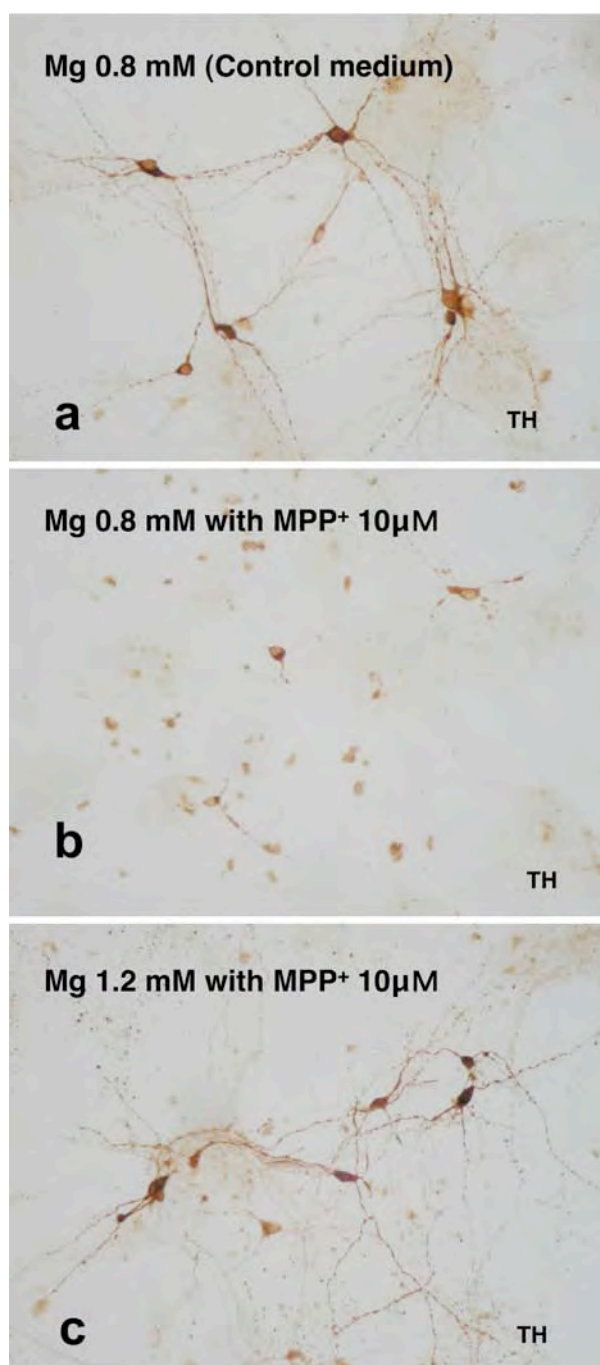 Mg 0.8 mM (Control medium)
a
TH
Mg 0.8 mM with MPP⁺ 10μM
b
TH
Mg 1.2 mM with MPP⁺ 10μM
c
TH